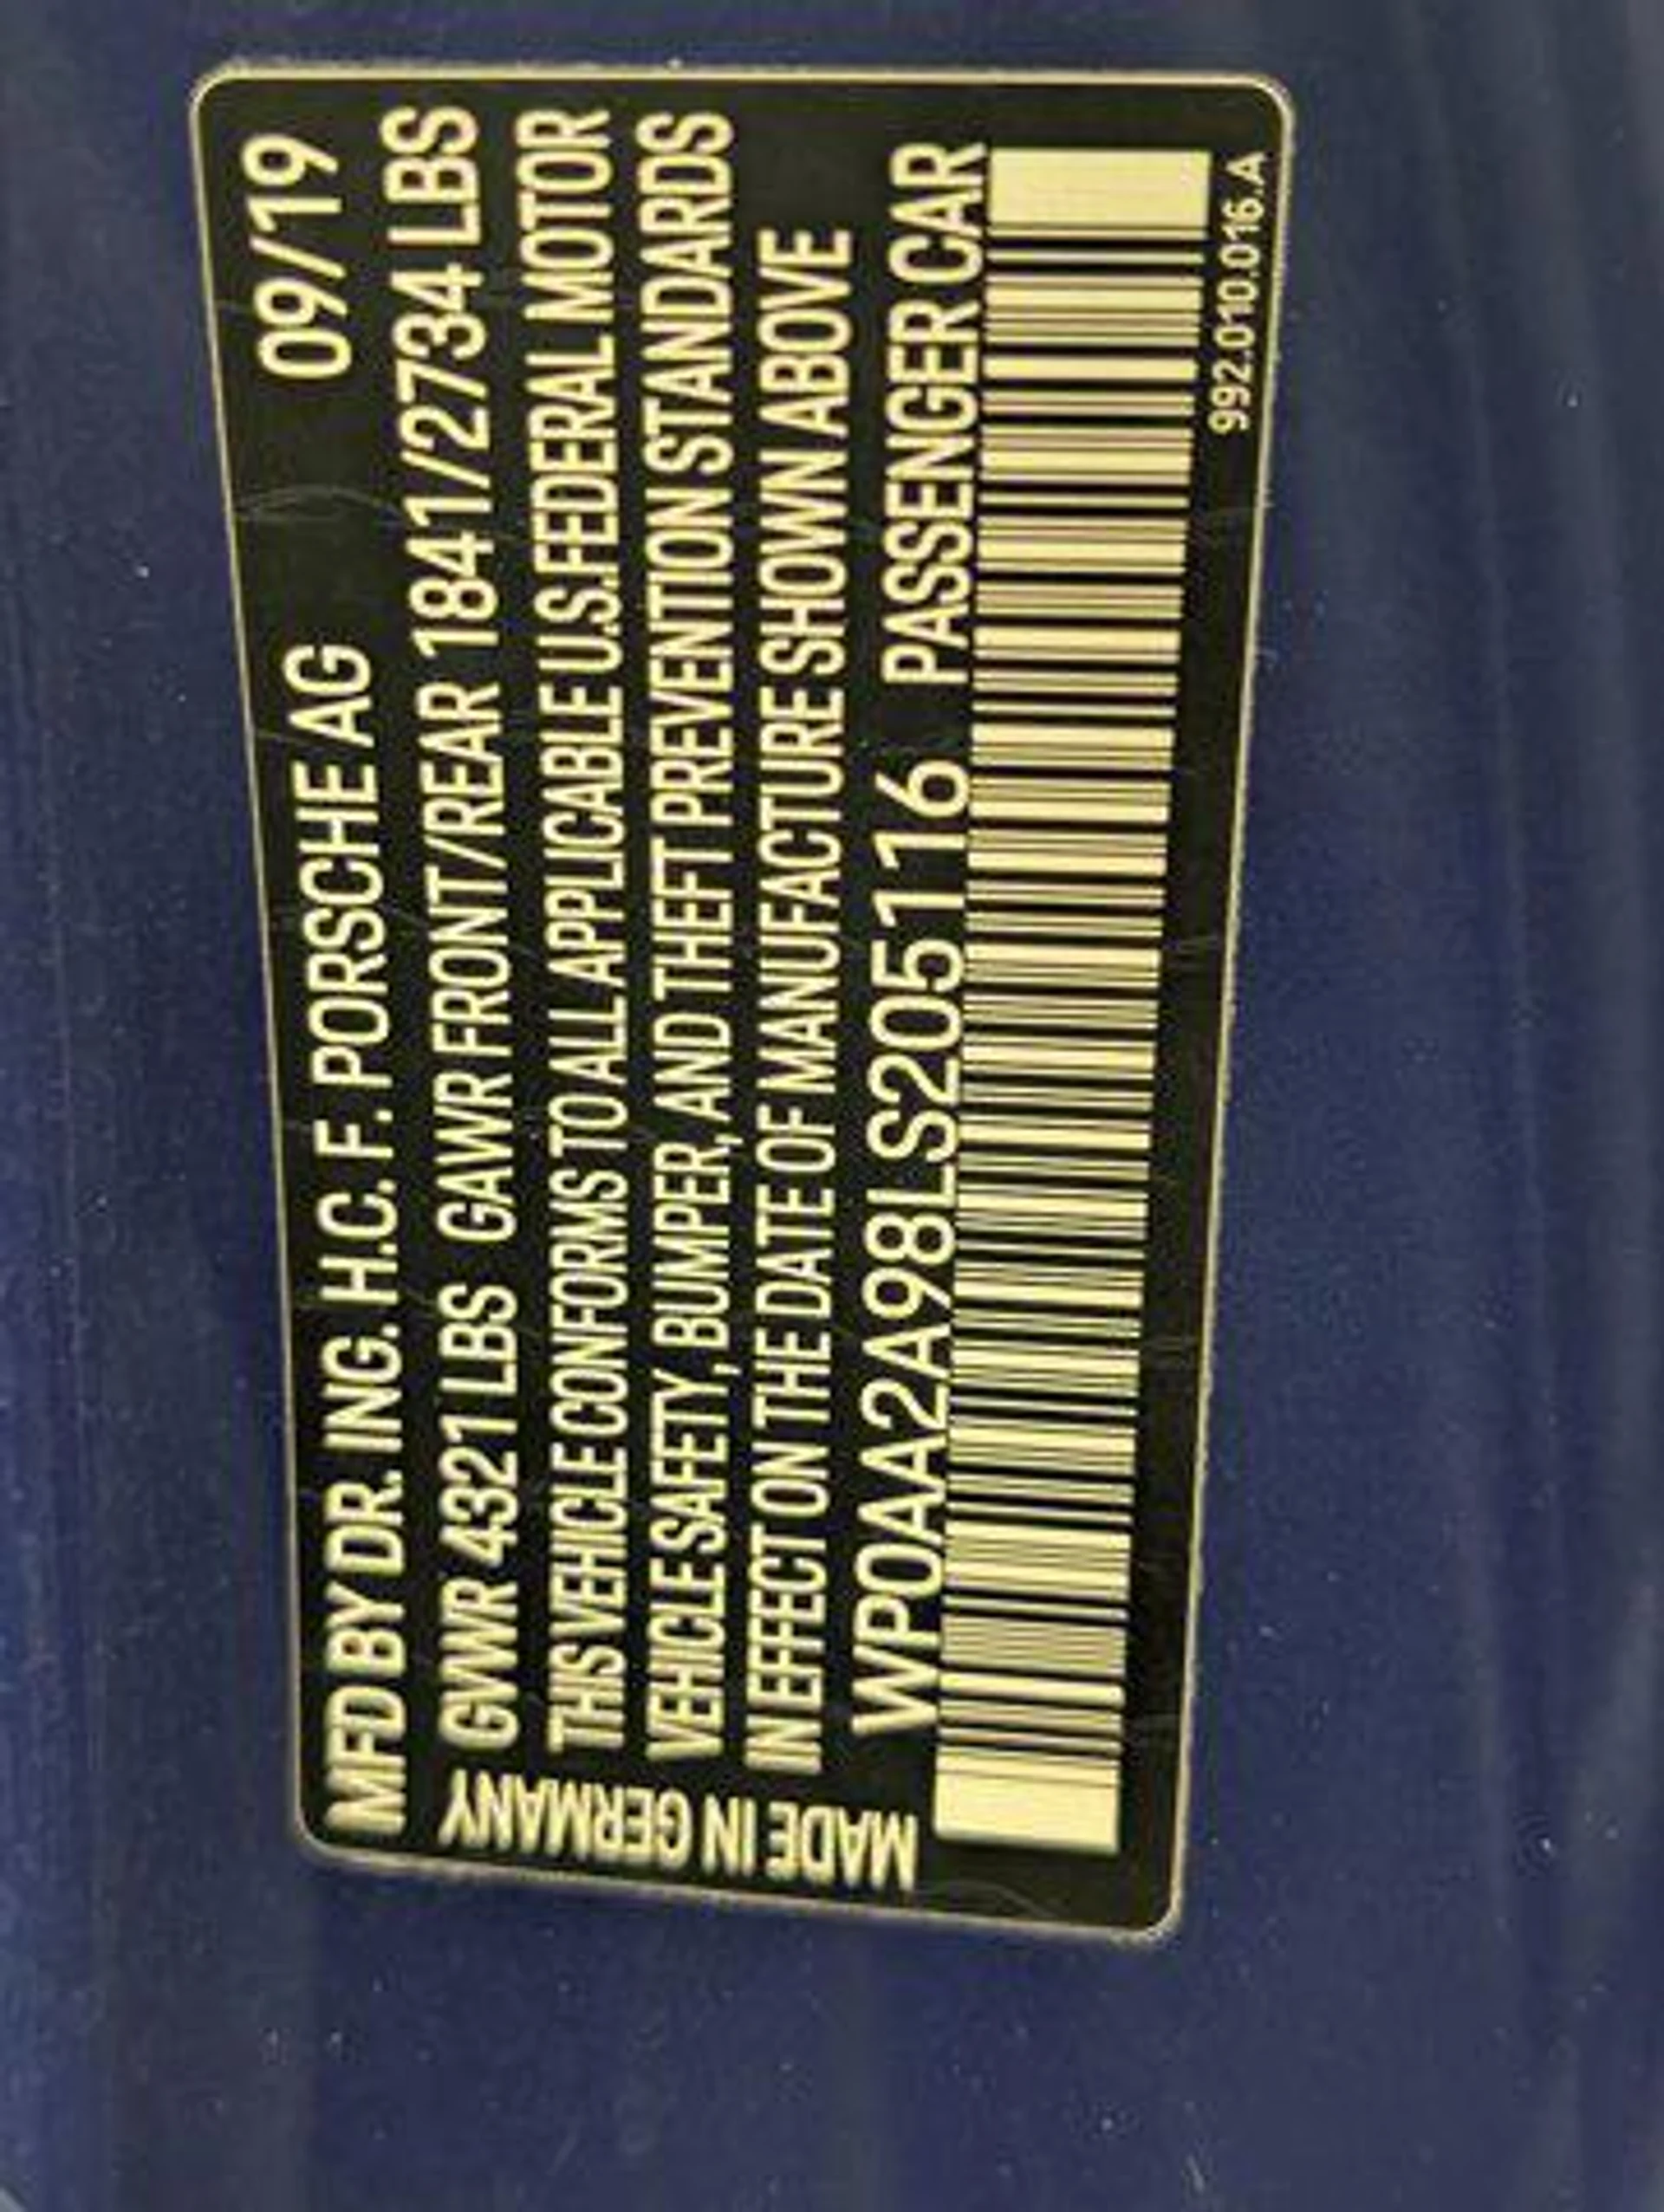 MFD BY DR. ING. H.C. F. PORSCHE AG 09/19
GVWR 4321 LBS GAWR FRONT/REAR 1841/2734 LBS
THIS VEHICLE CONFORMS TO ALL APPLICABLE U.S.FEDERAL MOTOR
VEHICLE SAFETY, BUMPER, AND THEFT PREVENTION STANDARDS
IN EFFECT ON THE DATE OF MANUFACTURE SHOWN ABOVE
WP0AA2A98LS205116 PASSENGER CAR
992.010.016.A
MADE IN GERMANY